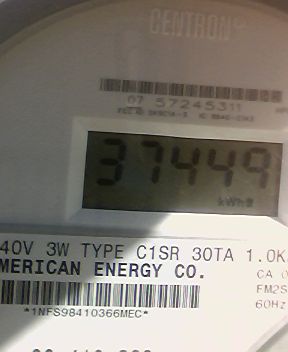 CENTRON®
07 57245311
37449
kWh
40V 3W TYPE C1SR 30TA 1.0K
MERICAN ENERGY CO.
CA 0
FM2S
60Hz
*1NFS98410366MEC*